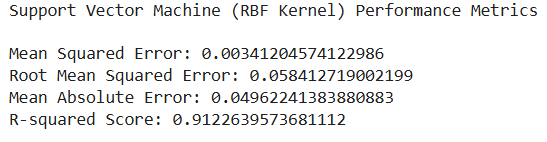 Support Vector Machine (RBF Kernel) Performance Metrics
Mean Squared Error: 0.00341204574122986
Root Mean Squared Error: 0.058412719002199
Mean Absolute Error: 0.04962241383880883
R-squared Score: 0.9122639573681112